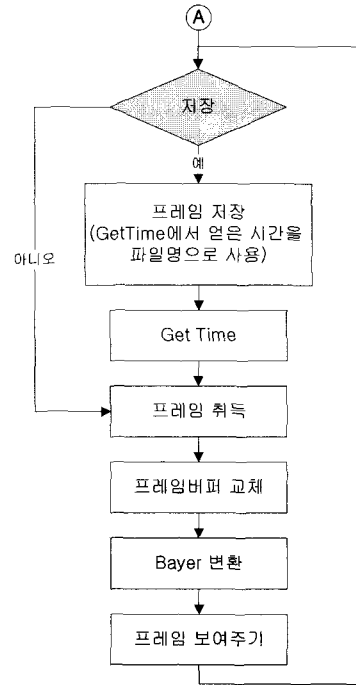 A
저장
예
프레임 저장
(GetTime에서 얻은 시간을
파일명으로 사용)
아니오
Get Time
프레임 취득
프레임버퍼 교체
Bayer 변환
프레임 보여주기